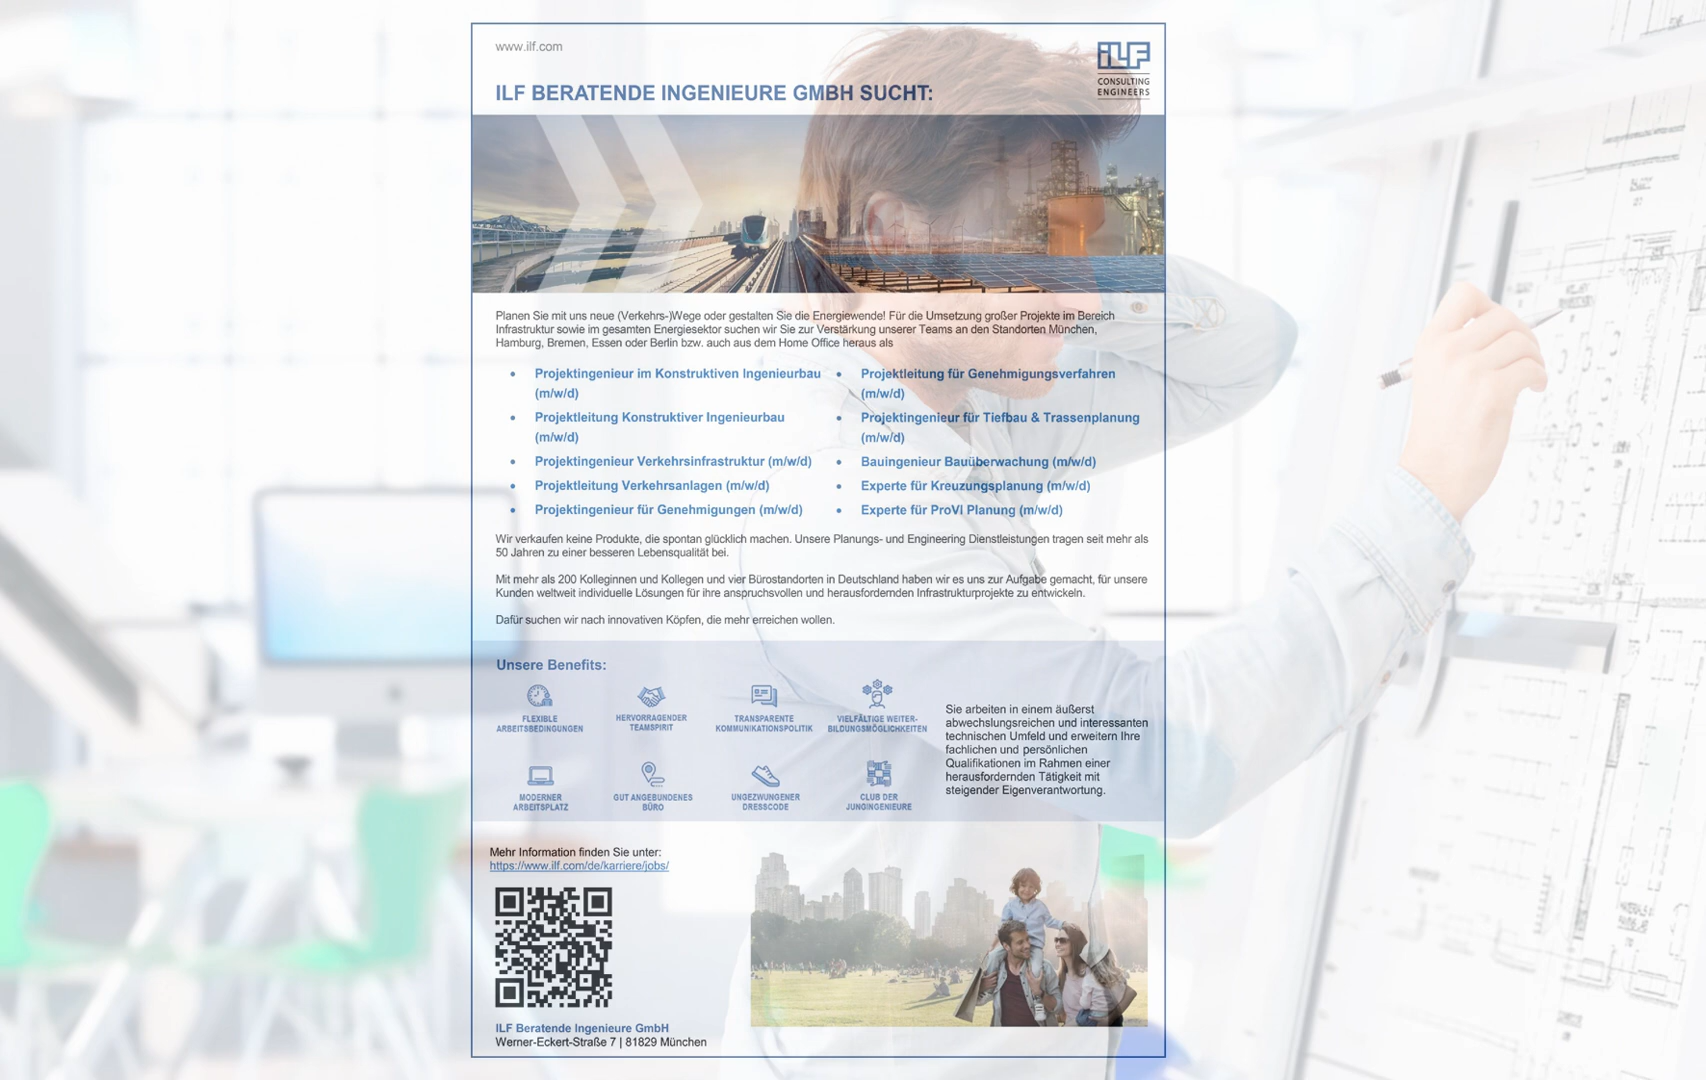 www.ilf.com
iLF
CONSULTING
ENGINEERS
ILF BERATENDE INGENIEURE GMBH SUCHT:
Planen Sie mit uns neue (Verkehrs-)Wege oder gestalten Sie die Energiewende! Für die Umsetzung großer Projekte im Bereich
Infrastruktur sowie im gesamten Energiesektor suchen wir Sie zur Verstärkung unserer Teams an den Standorten München,
Hamburg, Bremen, Essen oder Berlin bzw. auch aus dem Home Office heraus als
• Projektingenieur im Konstruktiven Ingenieurbau
(m/w/d)
• Projektleitung Konstruktiver Ingenieurbau
(m/w/d)
• Projektingenieur Verkehrsinfrastruktur (m/w/d)
• Projektleitung Verkehrsanlagen (m/w/d)
• Projektingenieur für Genehmigungen (m/w/d)
• Projektleitung für Genehmigungsverfahren
(m/w/d)
• Projektingenieur für Tiefbau & Trassenplanung
(m/w/d)
• Bauingenieur Bauüberwachung (m/w/d)
• Experte für Kreuzungsplanung (m/w/d)
• Experte für ProVI Planung (m/w/d)
Wir verkaufen keine Produkte, die spontan glücklich machen. Unsere Planungs- und Engineering Dienstleistungen tragen seit mehr als
50 Jahren zu einer besseren Lebensqualität bei.
Mit mehr als 200 Kolleginnen und Kollegen und vier Bürostandorten in Deutschland haben wir es uns zur Aufgabe gemacht, für unsere
Kunden weltweit individuelle Lösungen für ihre anspruchsvollen und herausfordernden Infrastrukturprojekte zu entwickeln.
Dafür suchen wir nach innovativen Köpfen, die mehr erreichen wollen.
Unsere Benefits:
FLEXIBLE
ARBEITSBEDINGUNGEN
HERVORRAGENDER
TEAMSPIRIT
TRANSPARENTE
KOMMUNIKATIONSPOLITIK
VIELFÄLTIGE WEITER-
BILDUNGSMÖGLICHKEITEN
MODERNER
ARBEITSPLATZ
GUT ANGEBUNDENES
BÜRO
UNGEZWUNGENER
DRESSCODE
CLUB DER
JUNGINGENIEURE
Sie arbeiten in einem äußerst
abwechslungsreichen und interessanten
technischen Umfeld und erweitern Ihre
fachlichen und persönlichen
Qualifikationen im Rahmen einer
herausfordernden Tätigkeit mit
steigender Eigenverantwortung.
Mehr Information finden Sie unter:
https://www.ilf.com/de/karriere/jobs/
ILF Beratende Ingenieure GmbH
Werner-Eckert-Straße 7 | 81829 München